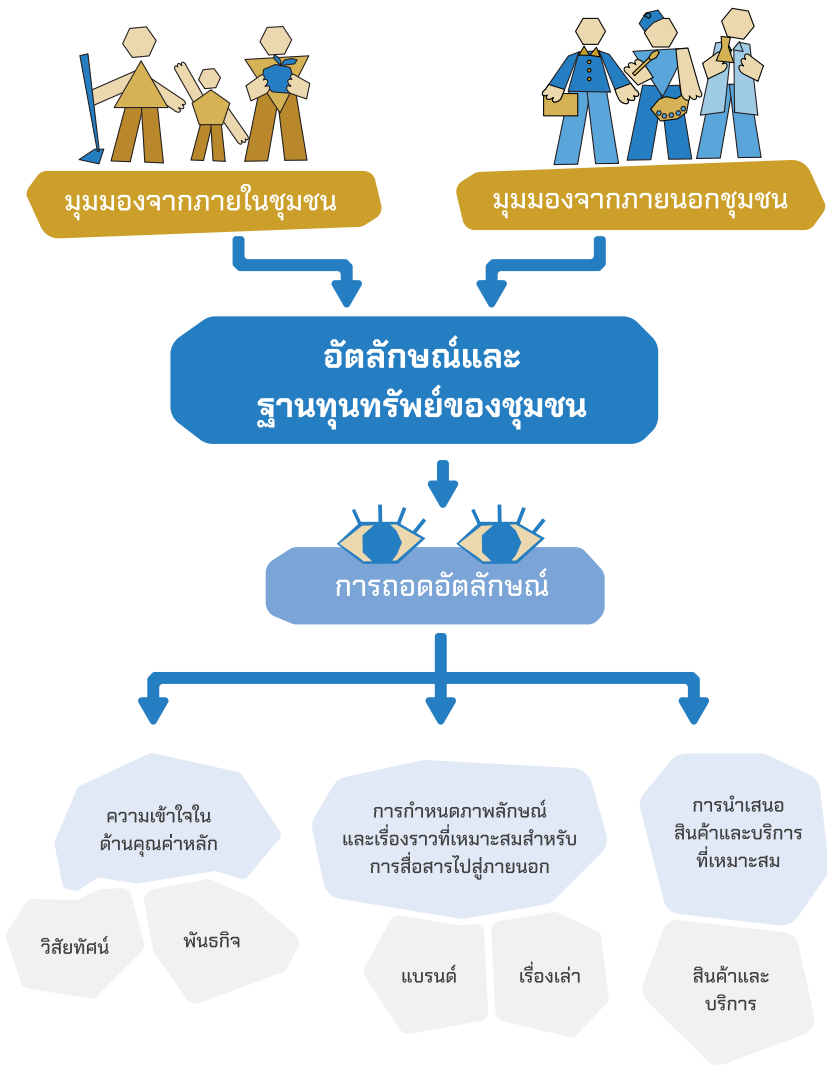 มุมมองจากภายในชุมชน
มุมมองจากภายนอกชุมชน
อัตลักษณ์และ
ฐานทุนทรัพย์ของชุมชน
การถอดอัตลักษณ์
ความเข้าใจใน
ด้านคุณค่าหลัก
วิสัยทัศน์
พันธกิจ
การกำหนดภาพลักษณ์
และเรื่องราวที่เหมาะสมสำหรับ
การสื่อสารไปสู่ภายนอก
แบรนด์
เรื่องเล่า
การนำเสนอ
สินค้าและบริการ
ที่เหมาะสม
สินค้าและ
บริการ